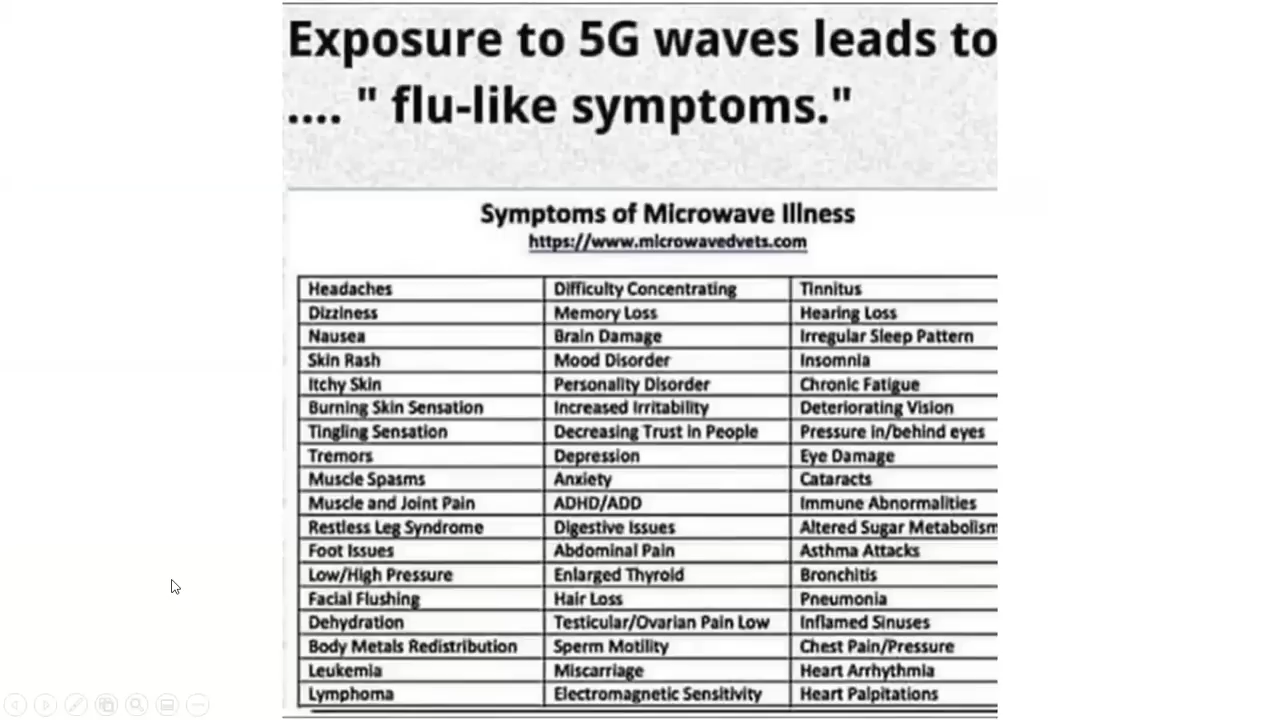 Exposure to 5G waves leads to
.... " flu-like symptoms."
Symptoms of Microwave Illness
https://www.microwavedvets.com
Headaches Difficulty Concentrating Tinnitus
Dizziness Memory Loss Hearing Loss
Nausea Brain Damage Irregular Sleep Pattern
Skin Rash Mood Disorder Insomnia
Itchy Skin Personality Disorder Chronic Fatigue
Burning Skin Sensation Increased Irritability Deteriorating Vision
Tingling Sensation Decreasing Trust in People Pressure in/behind eyes
Tremors Depression Eye Damage
Muscle Spasms Anxiety Cataracts
Muscle and Joint Pain ADHD/ADD Immune Abnormalities
Restless Leg Syndrome Digestive Issues Altered Sugar Metabolism
Foot Issues Abdominal Pain Asthma Attacks
Low/High Pressure Enlarged Thyroid Bronchitis
Facial Flushing Hair Loss Pneumonia
Dehydration Testicular/Ovarian Pain Low Inflamed Sinuses
Body Metals Redistribution Sperm Motility Chest Pain/Pressure
Leukemia Miscarriage Heart Arrhythmia
Lymphoma Electromagnetic Sensitivity Heart Palpitations